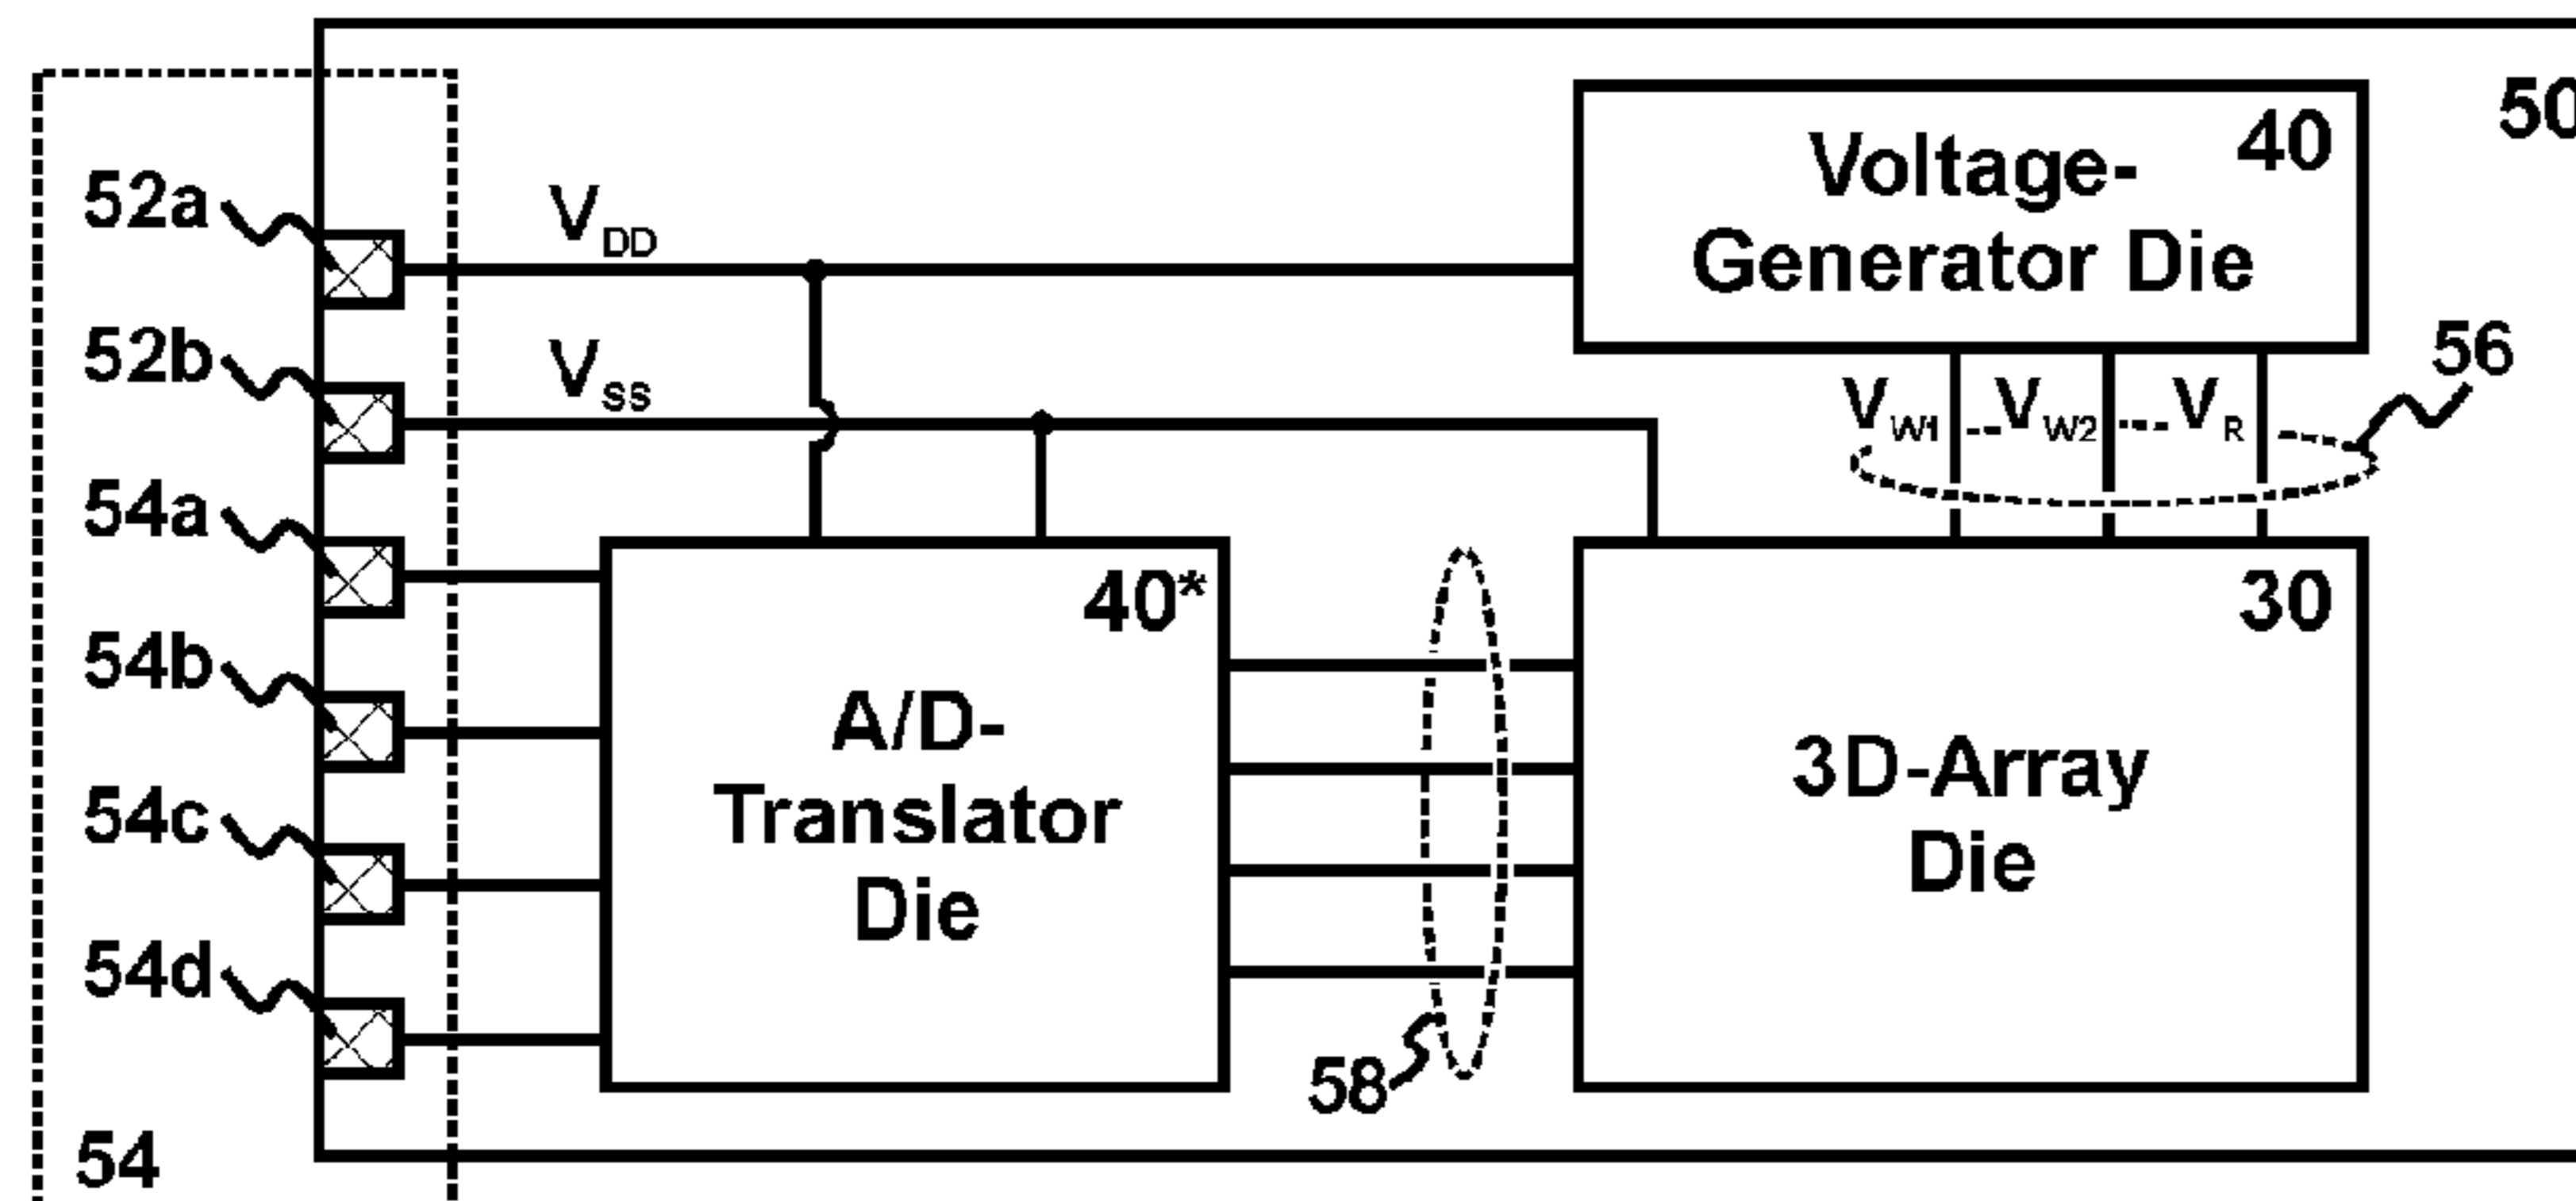 50
40
Voltage-
Generator Die
52a
V_DD
52b
V_SS
56
V_W1
V_W2
V_R
54a
54b
54c
54d
54
40*
A/D-
Translator
Die
58
30
3D-Array
Die